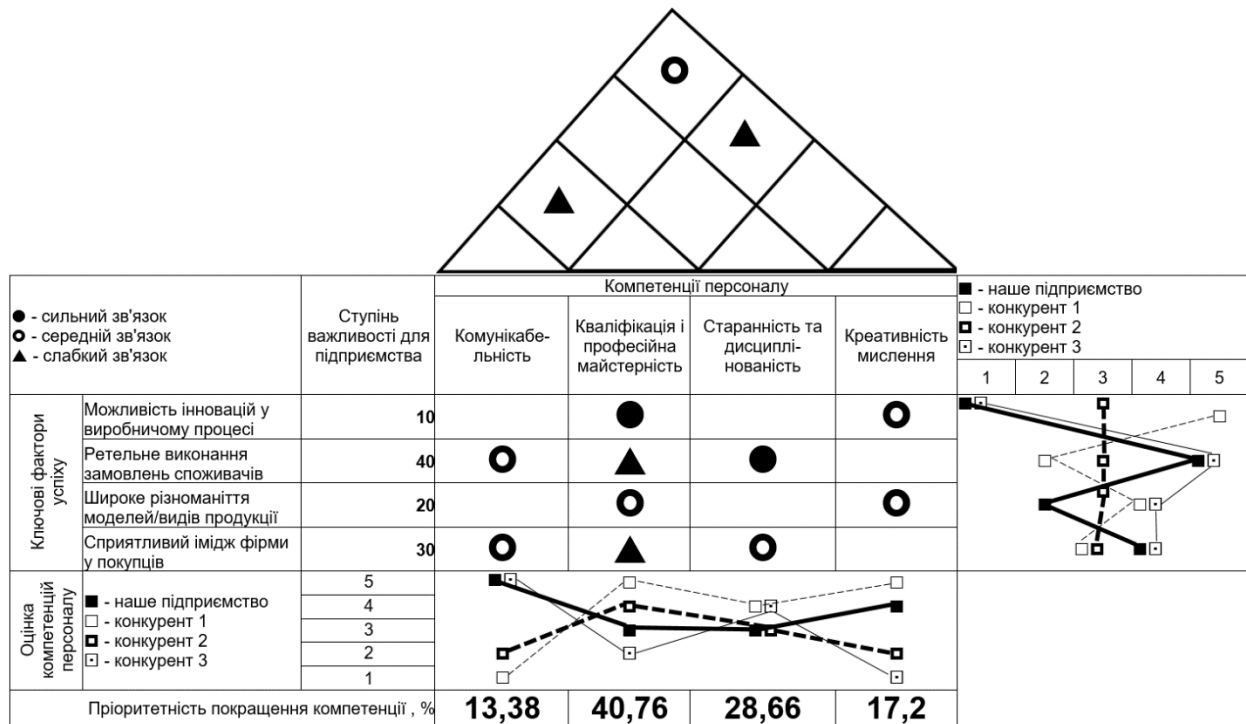 Компетенції персоналу
● - сильний зв'язок
○ - середній зв'язок
▲ - слабкий зв'язок
Ступінь
важливості для
підприємства
Комунікабе-
льність
Кваліфікація і
професійна
майстерність
Старанність та
дисциплі-
нованість
Креативність
мислення
■ - наше підприємство
□ - конкурент 1
◘ - конкурент 2
⊡ - конкурент 3
1 2 3 4 5
Ключові фактори
успіху
Можливість інновацій у
виробничому процесі
10
Ретельне виконання
замовлень споживачів
40
Широке різноманіття
моделей/видів продукції
20
Сприятливий імідж фірми
у покупців
30
Оцінка
компетенцій
персоналу
■ - наше підприємство
□ - конкурент 1
◘ - конкурент 2
⊡ - конкурент 3
5
4
3
2
1
Пріоритетність покращення компетенції , % 13,38 40,76 28,66 17,2